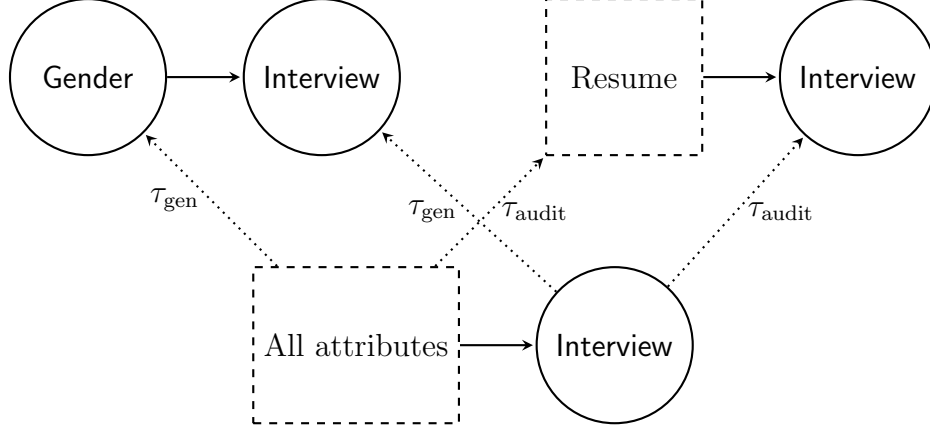 Gender
Interview
Resume
Interview
τgen
τgen
τaudit
τaudit
All attributes
Interview